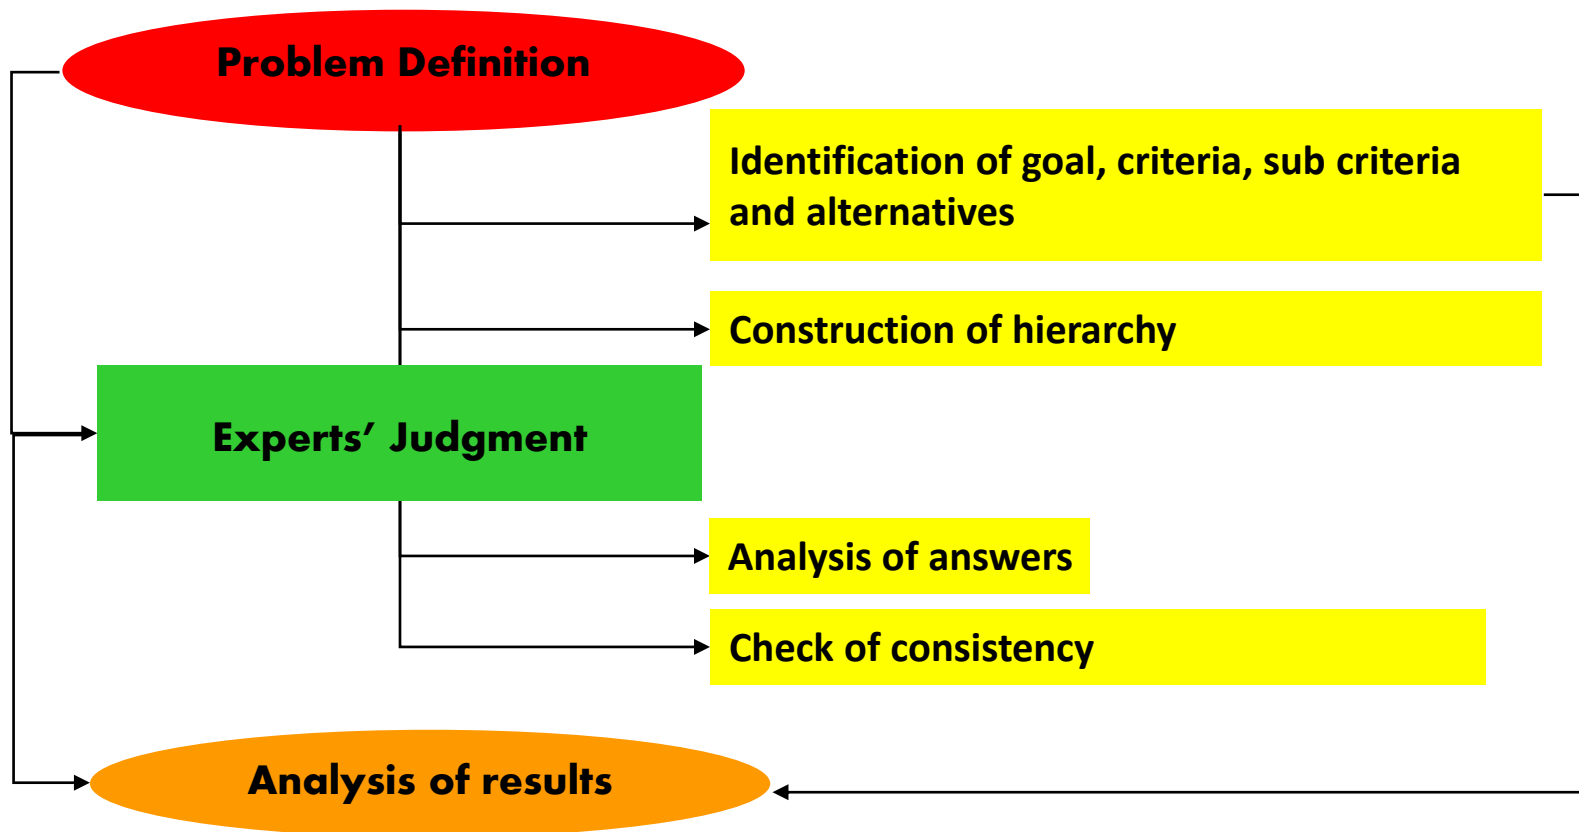 Problem Definition
Identification of goal, criteria, sub criteria
and alternatives
Construction of hierarchy
Experts’ Judgment
Analysis of answers
Check of consistency
Analysis of results